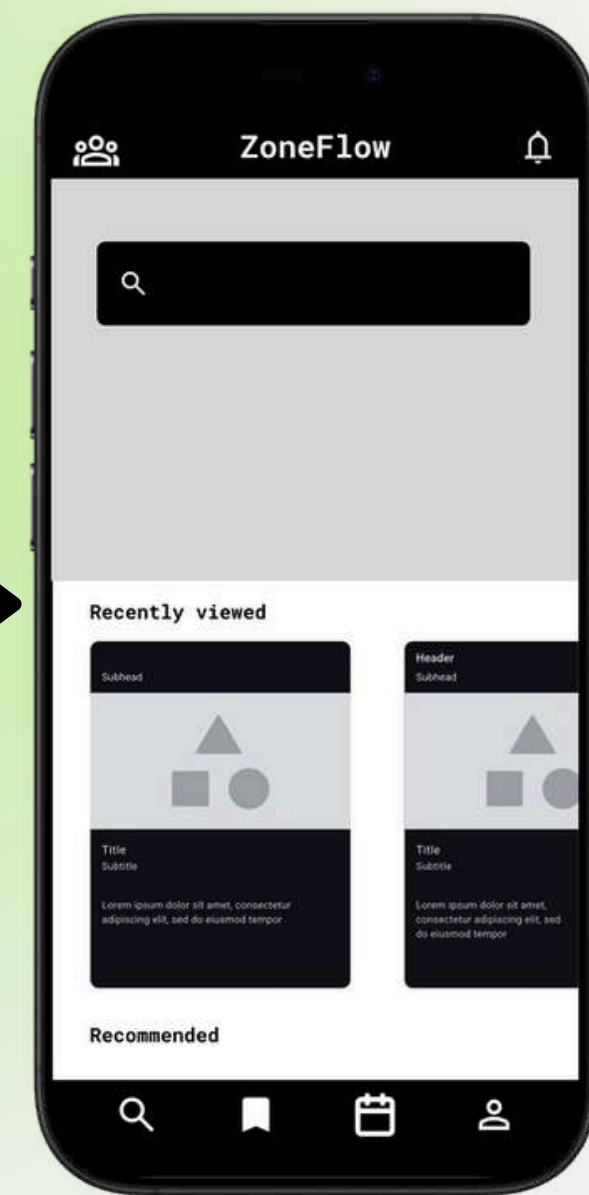 ZoneFlow
Recently viewed
Subhead
Title
Subtitle
Lorem ipsum dolor sit amet, consectetur
adipiscing elit, sed do eiusmod tempor
Header
Subhead
Title
Subtitle
Lorem ipsum dolor sit amet,
consectetur adipiscing elit, sed
do eiusmod tempor
Recommended